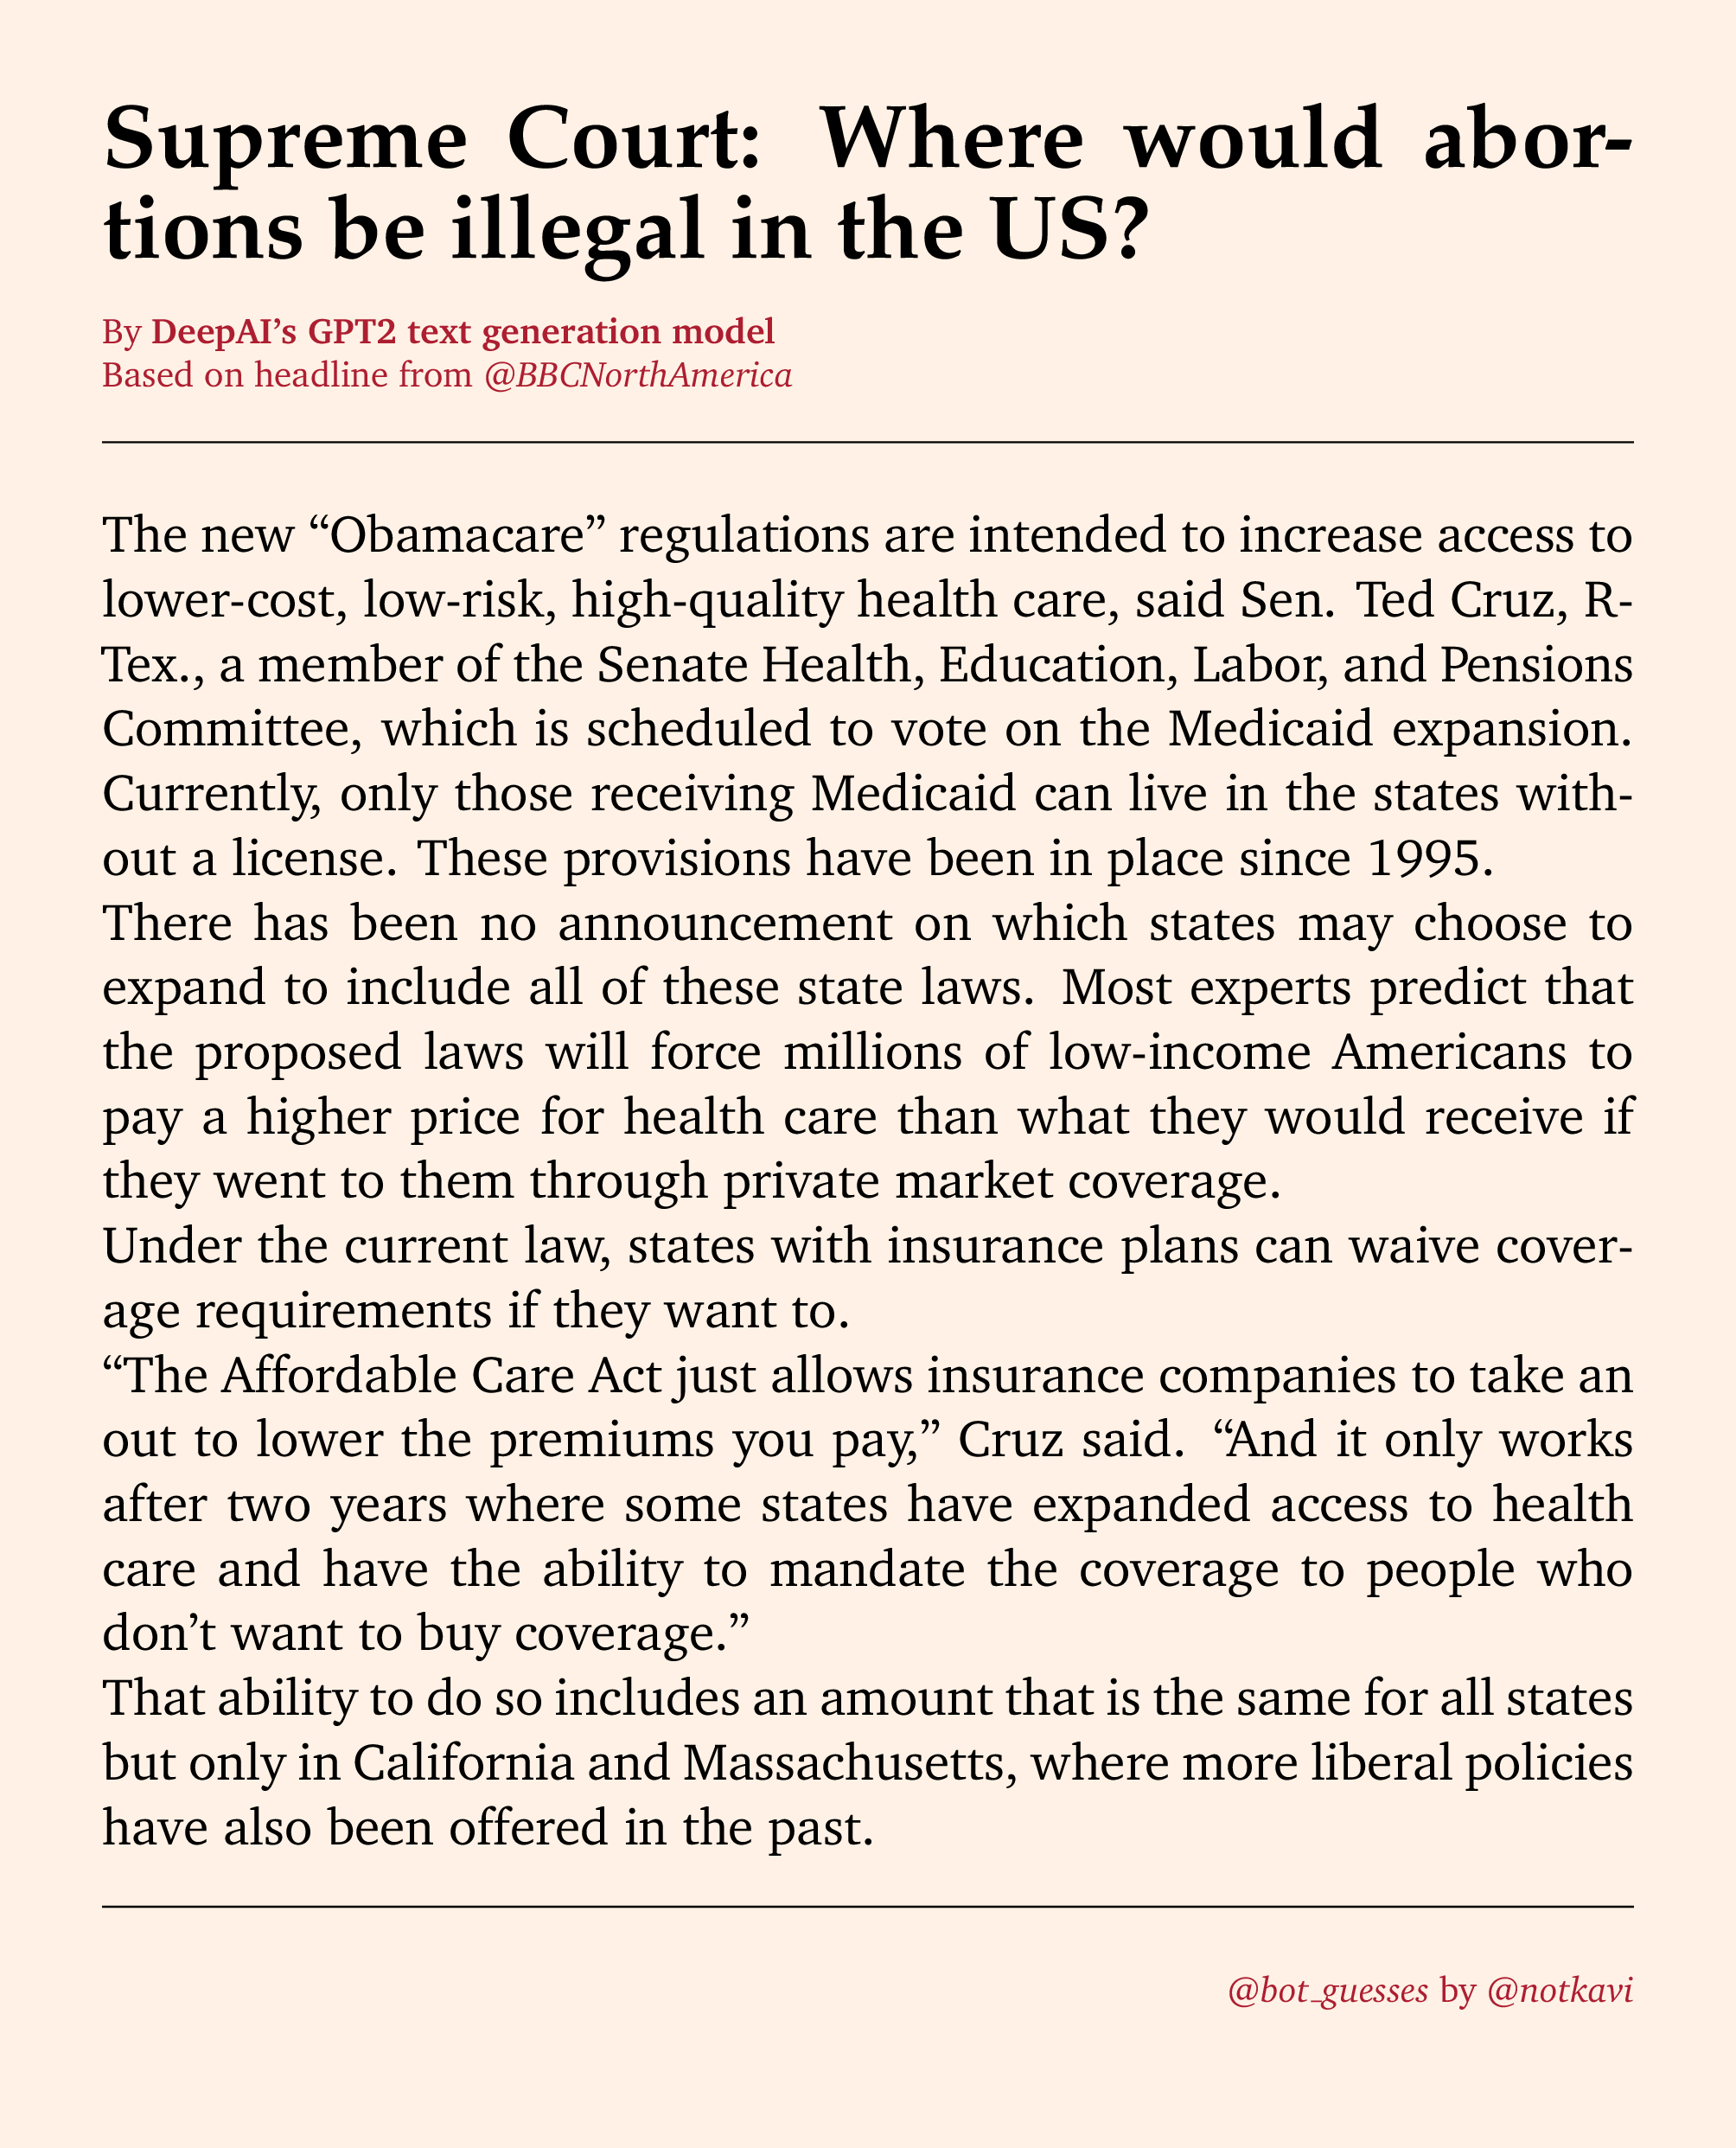 Supreme Court: Where would abor-
tions be illegal in the US?
By DeepAI’s GPT2 text generation model
Based on headline from @BBCNorthAmerica
The new “Obamacare” regulations are intended to increase access to
lower-cost, low-risk, high-quality health care, said Sen. Ted Cruz, R-
Tex., a member of the Senate Health, Education, Labor, and Pensions
Committee, which is scheduled to vote on the Medicaid expansion.
Currently, only those receiving Medicaid can live in the states with-
out a license. These provisions have been in place since 1995.
There has been no announcement on which states may choose to
expand to include all of these state laws. Most experts predict that
the proposed laws will force millions of low-income Americans to
pay a higher price for health care than what they would receive if
they went to them through private market coverage.
Under the current law, states with insurance plans can waive cover-
age requirements if they want to.
“The Affordable Care Act just allows insurance companies to take an
out to lower the premiums you pay,” Cruz said. “And it only works
after two years where some states have expanded access to health
care and have the ability to mandate the coverage to people who
don’t want to buy coverage.”
That ability to do so includes an amount that is the same for all states
but only in California and Massachusetts, where more liberal policies
have also been offered in the past.
@bot_guesses by @notkavi